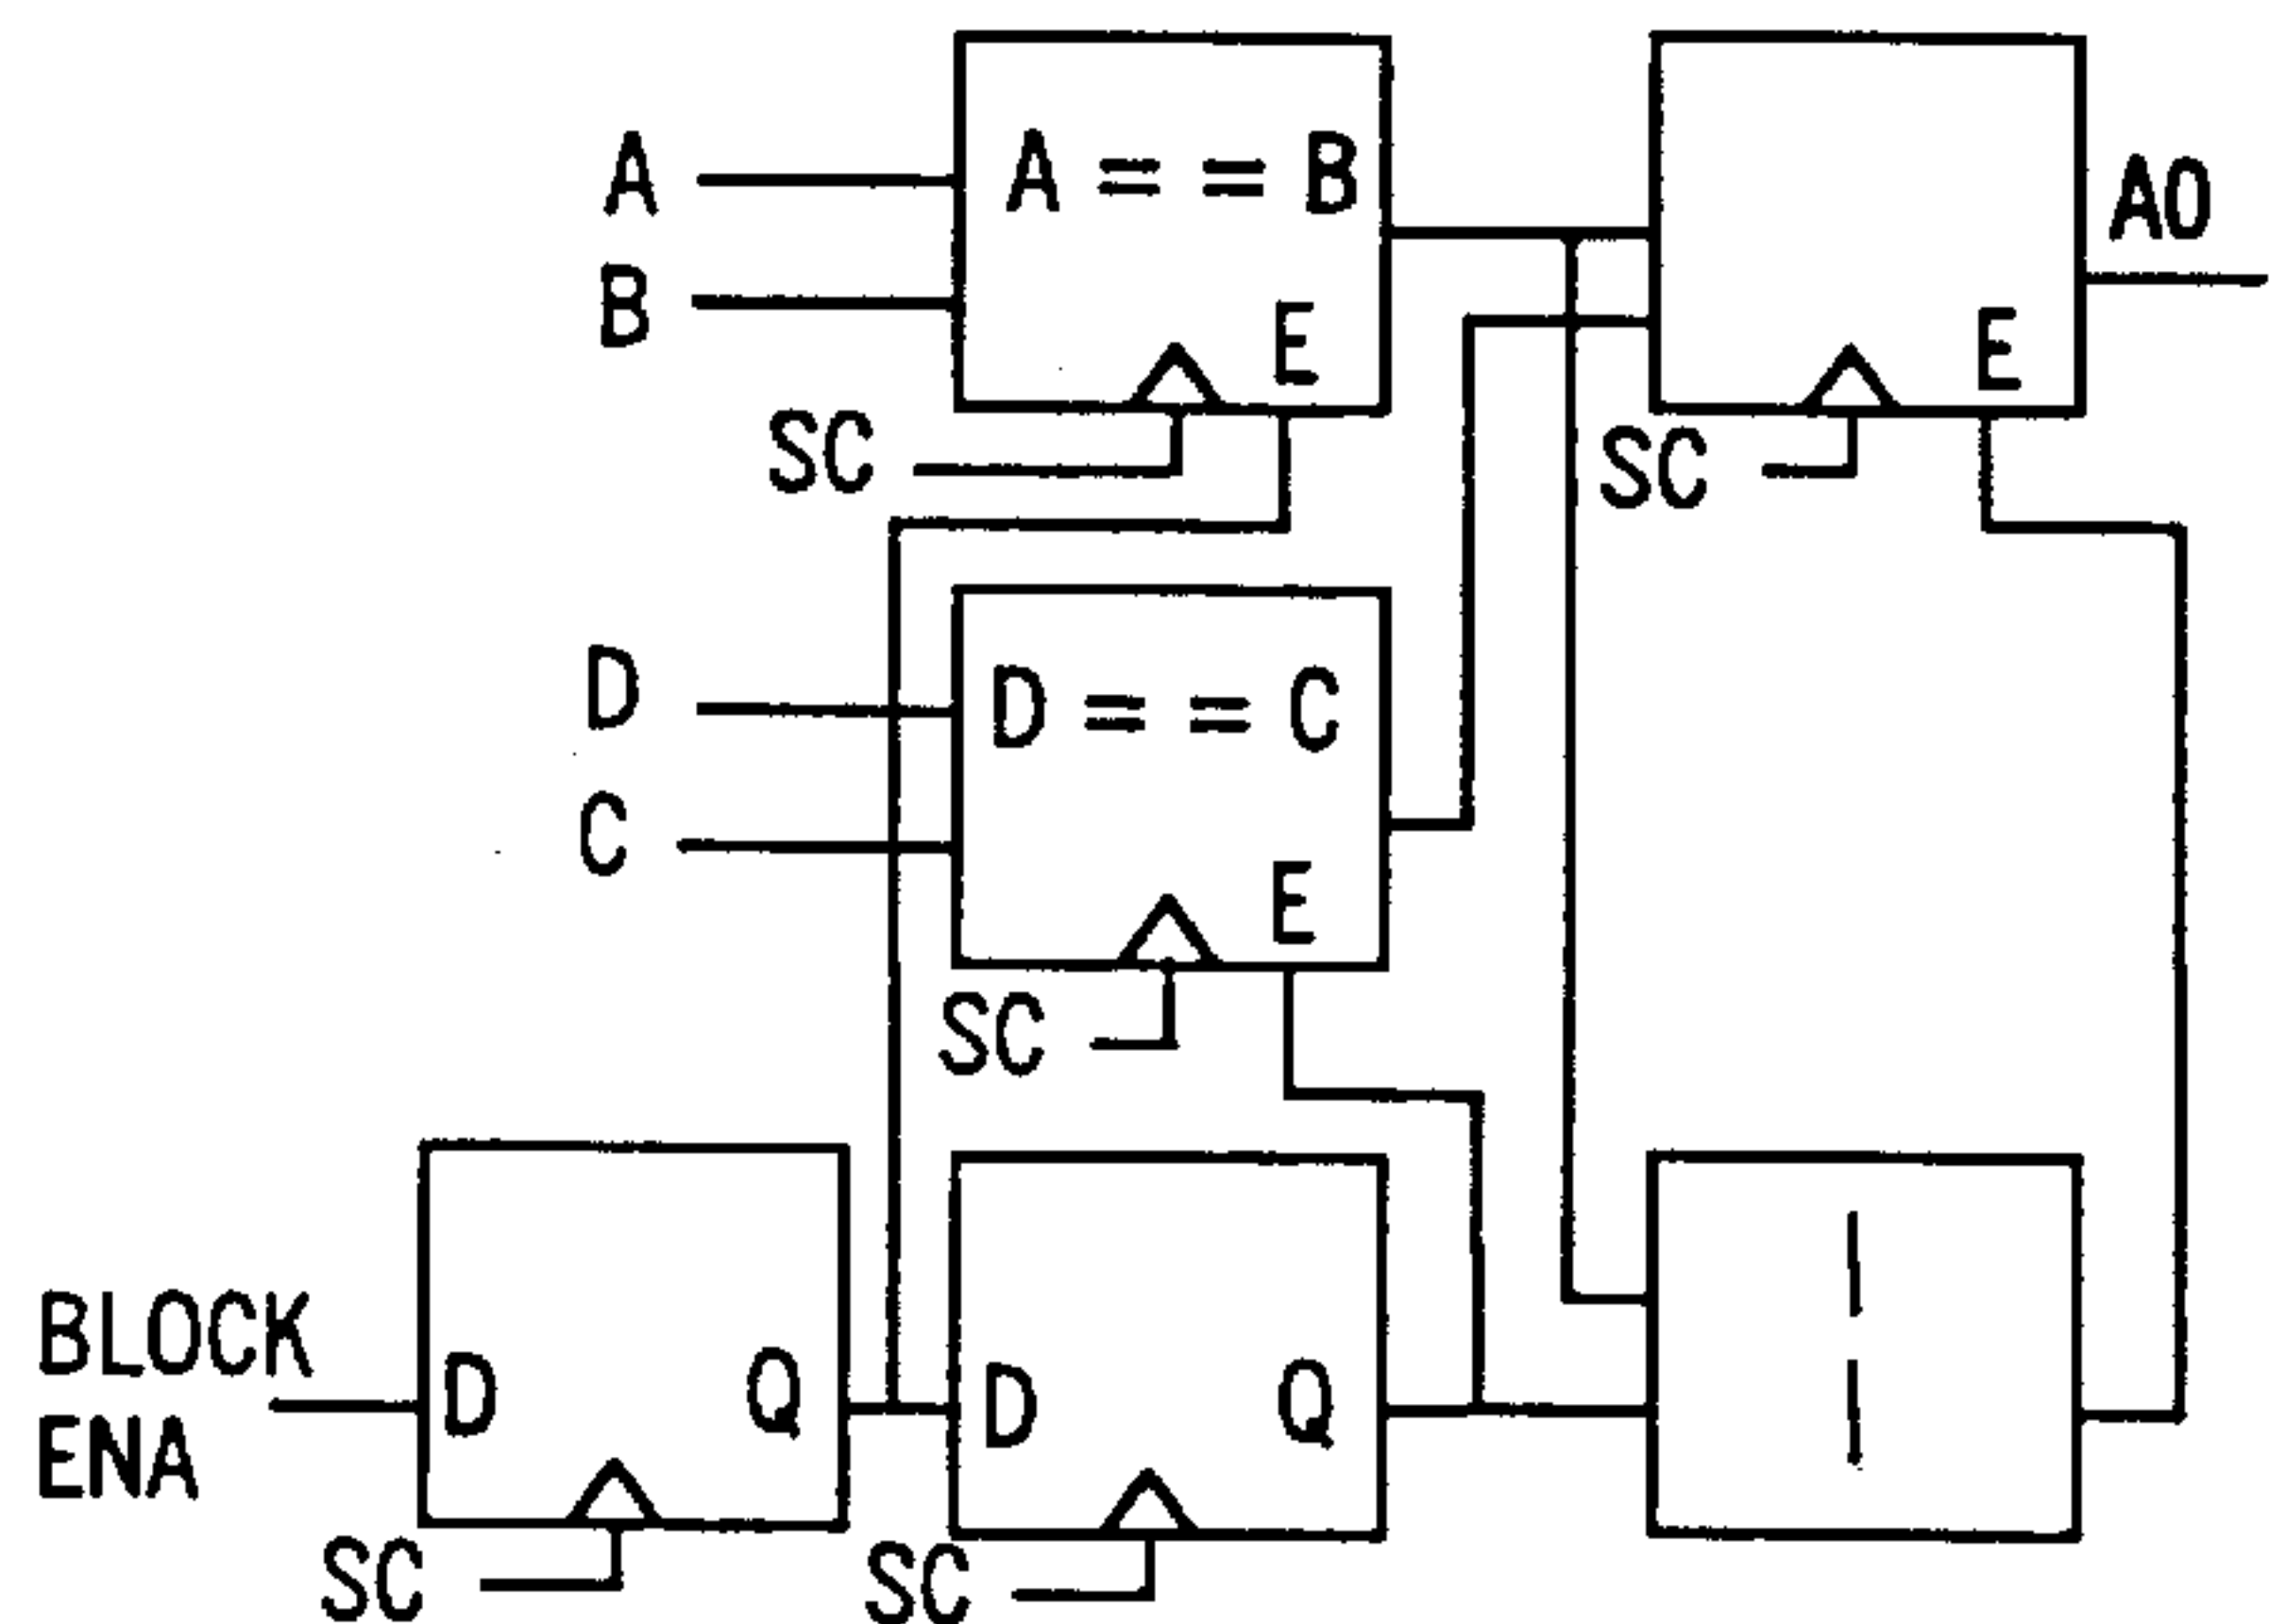 A
B
A = = B
E
SC
AO
E
SC
D
C
D = = C
E
SC
BLOCK
ENA
D Q
SC
D Q
SC
| |